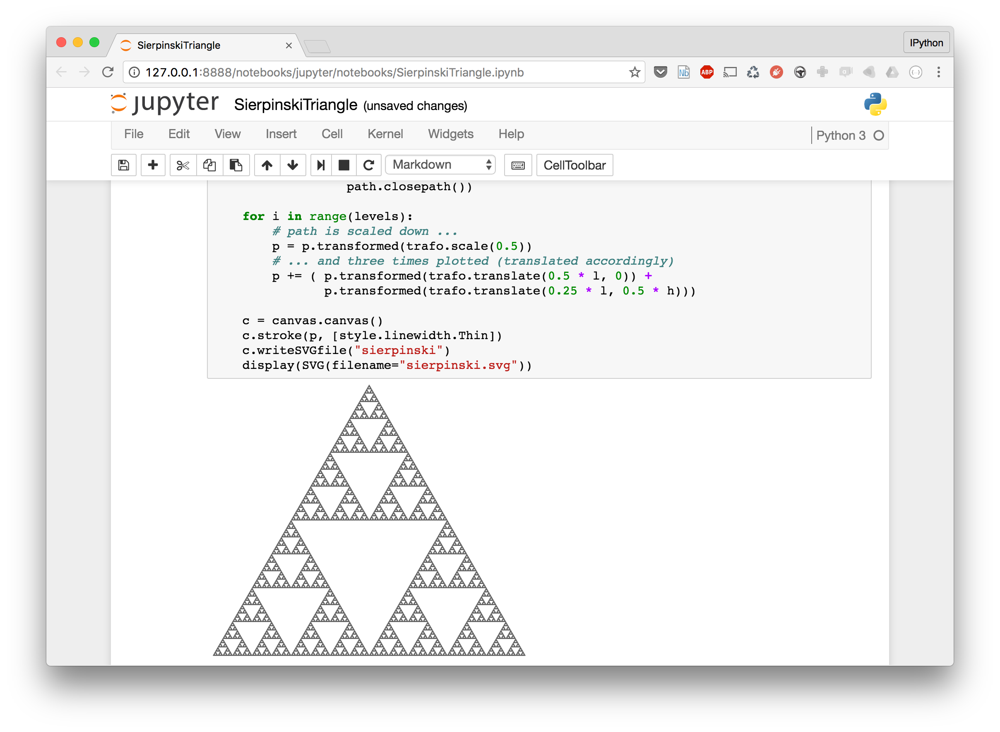 SierpinskiTriangle
IPython
127.0.0.1:8888/notebooks/jupyter/notebooks/SierpinskiTriangle.ipynb
Nb
ABP
a
{...}
jupyter SierpinskiTriangle (unsaved changes)
File Edit View Insert Cell Kernel Widgets Help Python 3
Markdown CellToolbar
path.closepath())
for i in range(levels):
# path is scaled down ...
p = p.transformed(trafo.scale(0.5))
# ... and three times plotted (translated accordingly)
p += ( p.transformed(trafo.translate(0.5 * l, 0)) +
p.transformed(trafo.translate(0.25 * l, 0.5 * h)))
c = canvas.canvas()
c.stroke(p, [style.linewidth.Thin])
c.writeSVGfile("sierpinski")
display(SVG(filename="sierpinski.svg"))